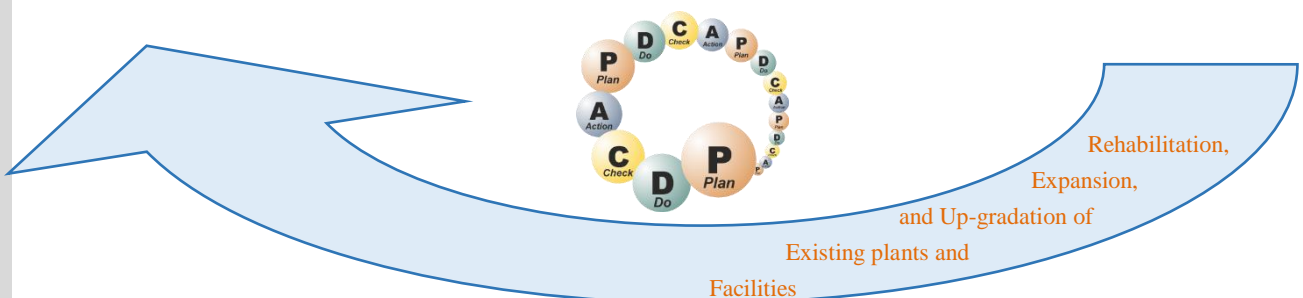 P
Plan
D
Do
C
Check
A
Action
P
Plan
D
Do
C
Check
A
Action
P
Plan
D
Do
C
Check
A
Action
P
Plan
D
Do
C
A
P
Rehabilitation,
Expansion,
and Up-gradation of
Existing plants and
Facilities